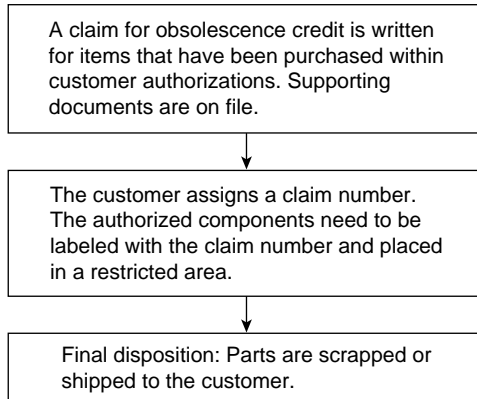 A claim for obsolescence credit is written
for items that have been purchased within
customer authorizations. Supporting
documents are on file.
The customer assigns a claim number.
The authorized components need to be
labeled with the claim number and placed
in a restricted area.
Final disposition: Parts are scrapped or
shipped to the customer.